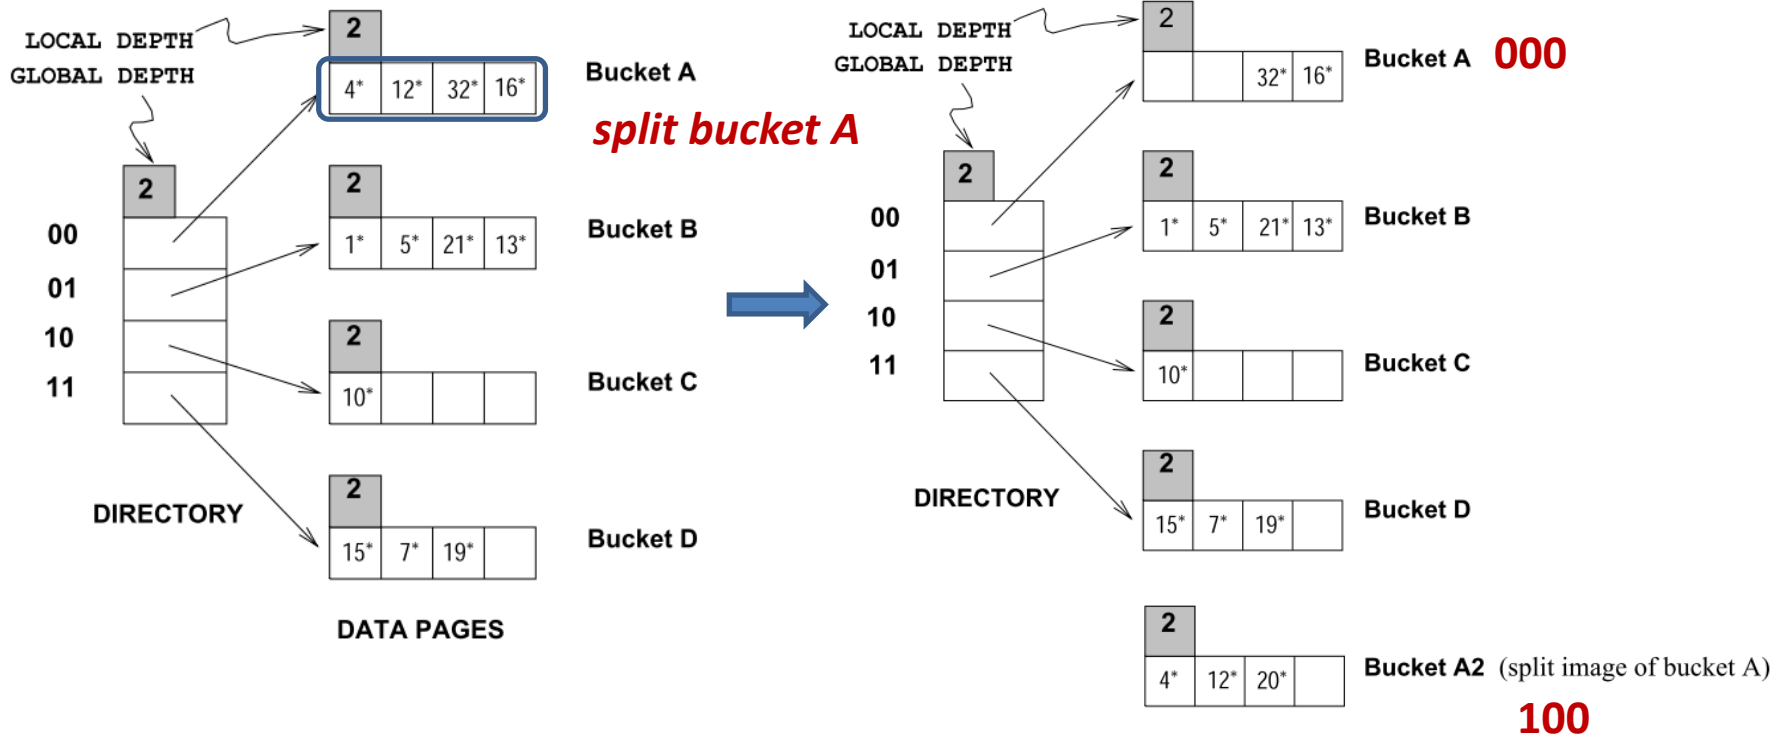 LOCAL DEPTH
GLOBAL DEPTH
2
4* 12* 32* 16*
Bucket A
split bucket A
2
00
01
10
11
2
1* 5* 21* 13*
Bucket B
2
10*
Bucket C
DIRECTORY
2
15* 7* 19*
Bucket D
DATA PAGES
LOCAL DEPTH
GLOBAL DEPTH
2
32* 16*
Bucket A 000
2
00
01
10
11
2
1* 5* 21* 13*
Bucket B
2
10*
Bucket C
DIRECTORY
2
15* 7* 19*
Bucket D
2
4* 12* 20*
Bucket A2 (split image of bucket A)
100